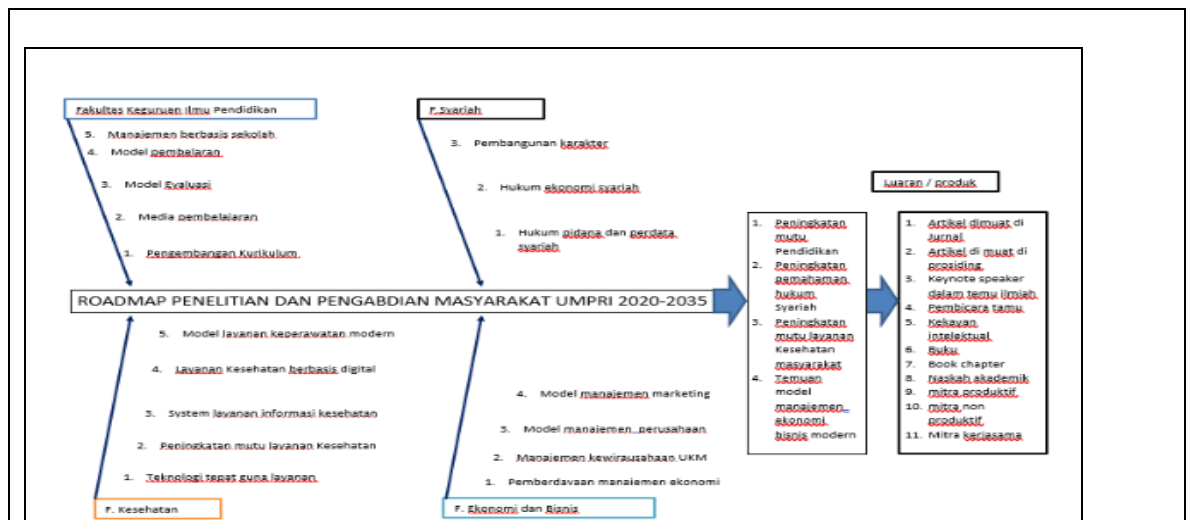 Fakultas Keguruan Ilmu Pendidikan
5. Manajemen berbasis sekolah
4. Model pembelaran
3. Model Evaluasi
2. Media pembelajaran
1. Pengembangan Kurikulum
F.Syariah
3. Pembangunan karakter
2. Hukum ekonomi syariah
1. Hukum pidana dan perdata
syariah
ROADMAP PENELITIAN DAN PENGABDIAN MASYARAKAT UMPRI 2020-2035
5. Model layanan keperawatan modern
4. Layanan Kesehatan berbasis digital
3. System layanan informasi kesehatan
2. Peningkatan mutu layanan Kesehatan
1. Teknologi tepat guna layanan
F. Kesehatan
4. Model manajemen marketing
3. Model manajemen perusahaan
2. Manajemen kewirausahaan UKM
1. Pemberdayaan manajemen ekonomi
F. Ekonomi dan Bisnis
1. Peningkatan
mutu
Pendidikan
2. Peningkatan
pemahaman
hukum
Syariah
3. Peningkatan
mutu layanan
Kesehatan
masyarakat
4. Temuan
model
manajemen
ekonomi
bisnis modern
Luaran / produk
1. Artikel dimuat di
Jurnal
2. Artikel di muat di
prosiding
3. Keynote speaker
dalam temu ilmiah
4. Pembicara tamu
5. Kekayan
intelektual
6. Buku
7. Book chapter
8. Naskah akademik
9. mitra produktif
10. mitra non
produktif
11. Mitra kerjasama